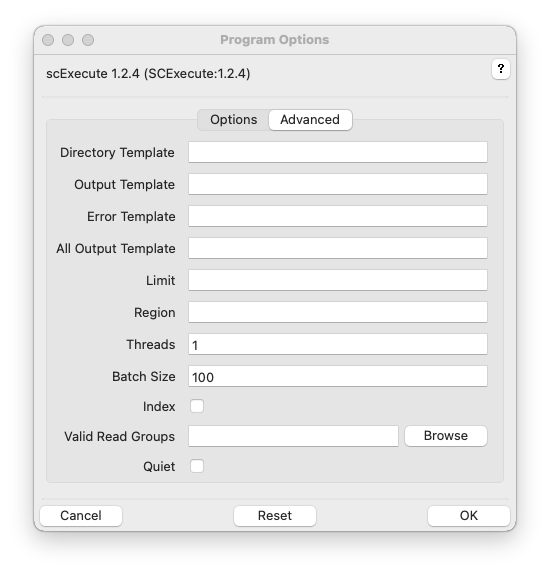 Program Options
scExecute 1.2.4 (SCExecute:1.2.4)
?
Options Advanced
Directory Template
Output Template
Error Template
All Output Template
Limit
Region
Threads 1
Batch Size 100
Index
Valid Read Groups Browse
Quiet
Cancel Reset OK